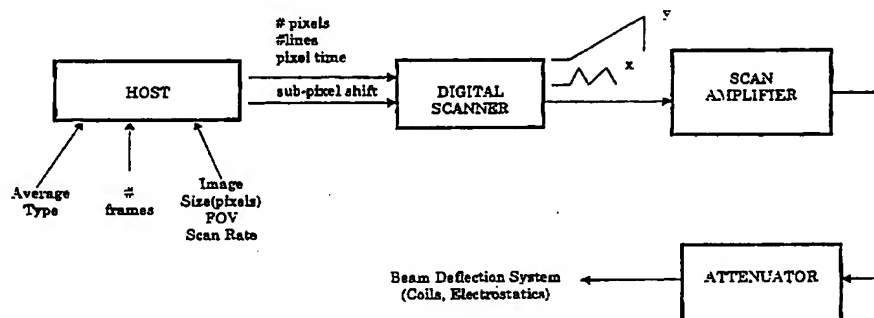 # pixels
#lines
pixel time
sub-pixel shift
y
x
HOST
DIGITAL
SCANNER
SCAN
AMPLIFIER
Average
Type
#
frames
Image
Size(pixels)
FOV
Scan Rate
Beam Deflection System
(Coils, Electrostatics)
ATTENUATOR